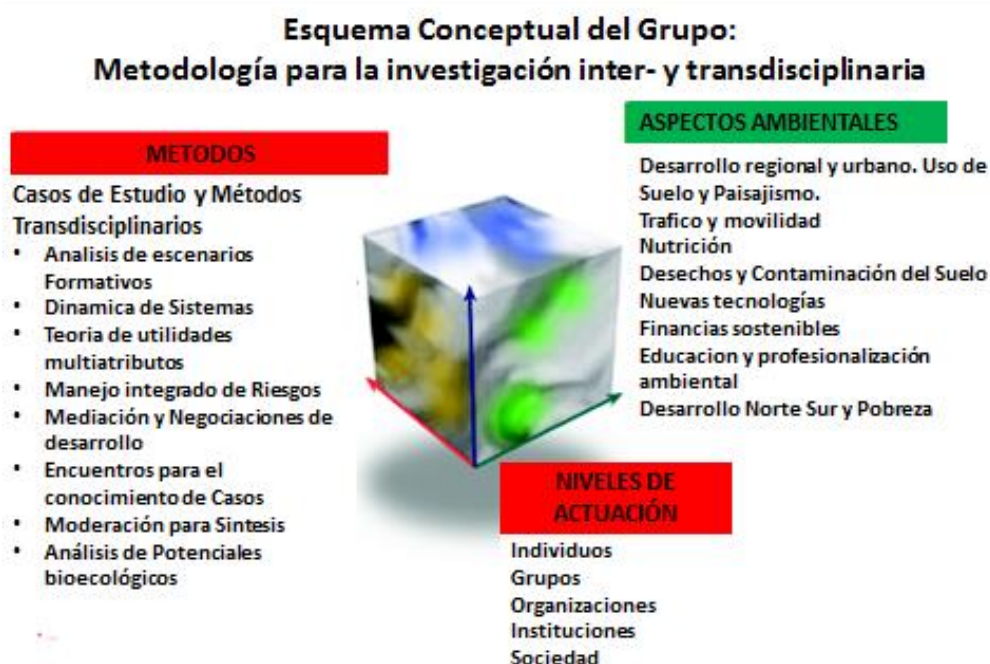 Esquema Conceptual del Grupo:
Metodología para la investigación inter- y transdisciplinaria
METODOS
Casos de Estudio y Métodos
Transdisciplinarios
• Analisis de escenarios
Formativos
• Dinamica de Sistemas
• Teoria de utilidades
multiatributos
• Manejo integrado de Riesgos
• Mediación y Negociaciones de
desarrollo
• Encuentros para el
conocimiento de Casos
• Moderación para Sintesis
• Análisis de Potenciales
bioecológicos
ASPECTOS AMBIENTALES
Desarrollo regional y urbano. Uso de
Suelo y Paisajismo.
Trafico y movilidad
Nutrición
Desechos y Contaminación del Suelo
Nuevas tecnologías
Financias sostenibles
Educacion y profesionalización
ambiental
Desarrollo Norte Sur y Pobreza
NIVELES DE
ACTUACIÓN
Individuos
Grupos
Organizaciones
Instituciones
Sociedad